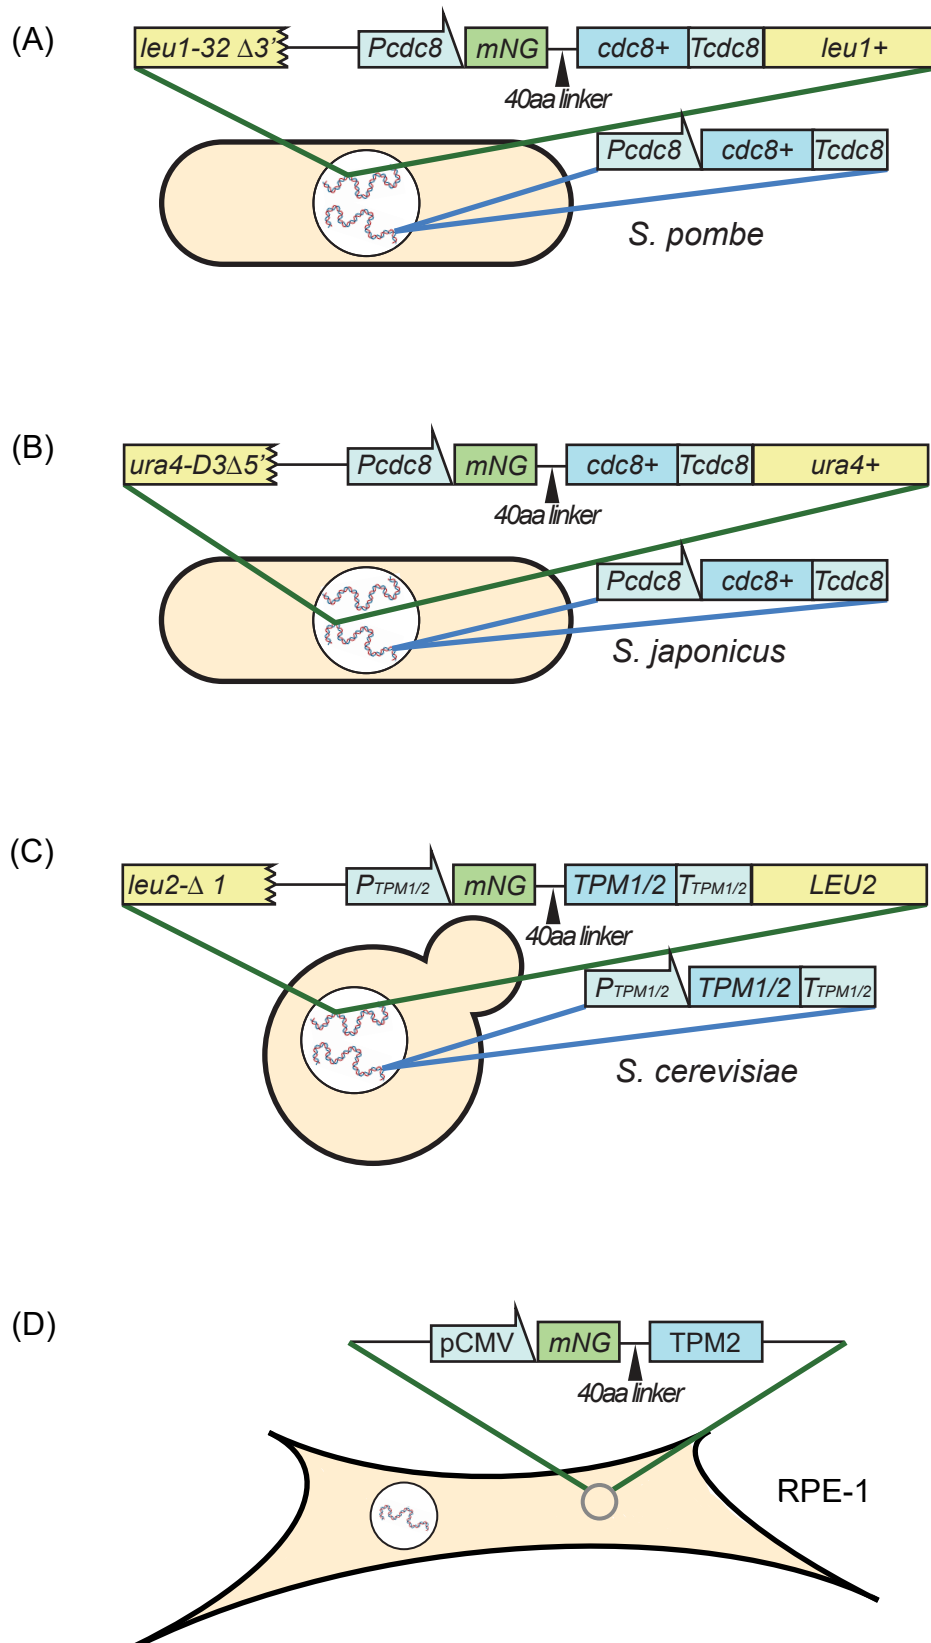 (A)
leu1-32 Δ3' Pcdc8 mNG cdc8+ Tcdc8 leu1+
40aa linker
Pcdc8 cdc8+ Tcdc8
S. pombe
(B)
ura4-D3Δ5' Pcdc8 mNG cdc8+ Tcdc8 ura4+
40aa linker
Pcdc8 cdc8+ Tcdc8
S. japonicus
(C)
leu2-Δ 1 PTPM1/2 mNG TPM1/2 TTPM1/2 LEU2
40aa linker
PTPM1/2 TPM1/2 TTPM1/2
S. cerevisiae
(D)
pCMV mNG TPM2
40aa linker
RPE-1